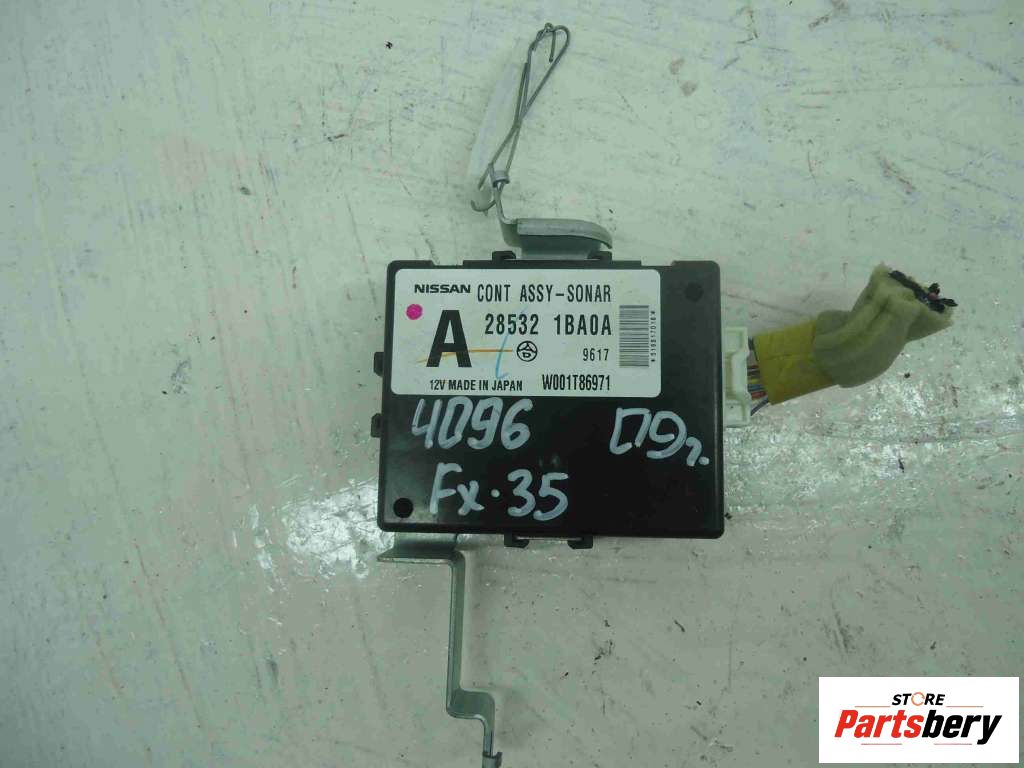 NISSAN CONT ASSY-SONAR
A 28532 1BA0A
9617
12V MADE IN JAPAN W001T86971
4096 09г.
Fx·35
STORE
Partsbery